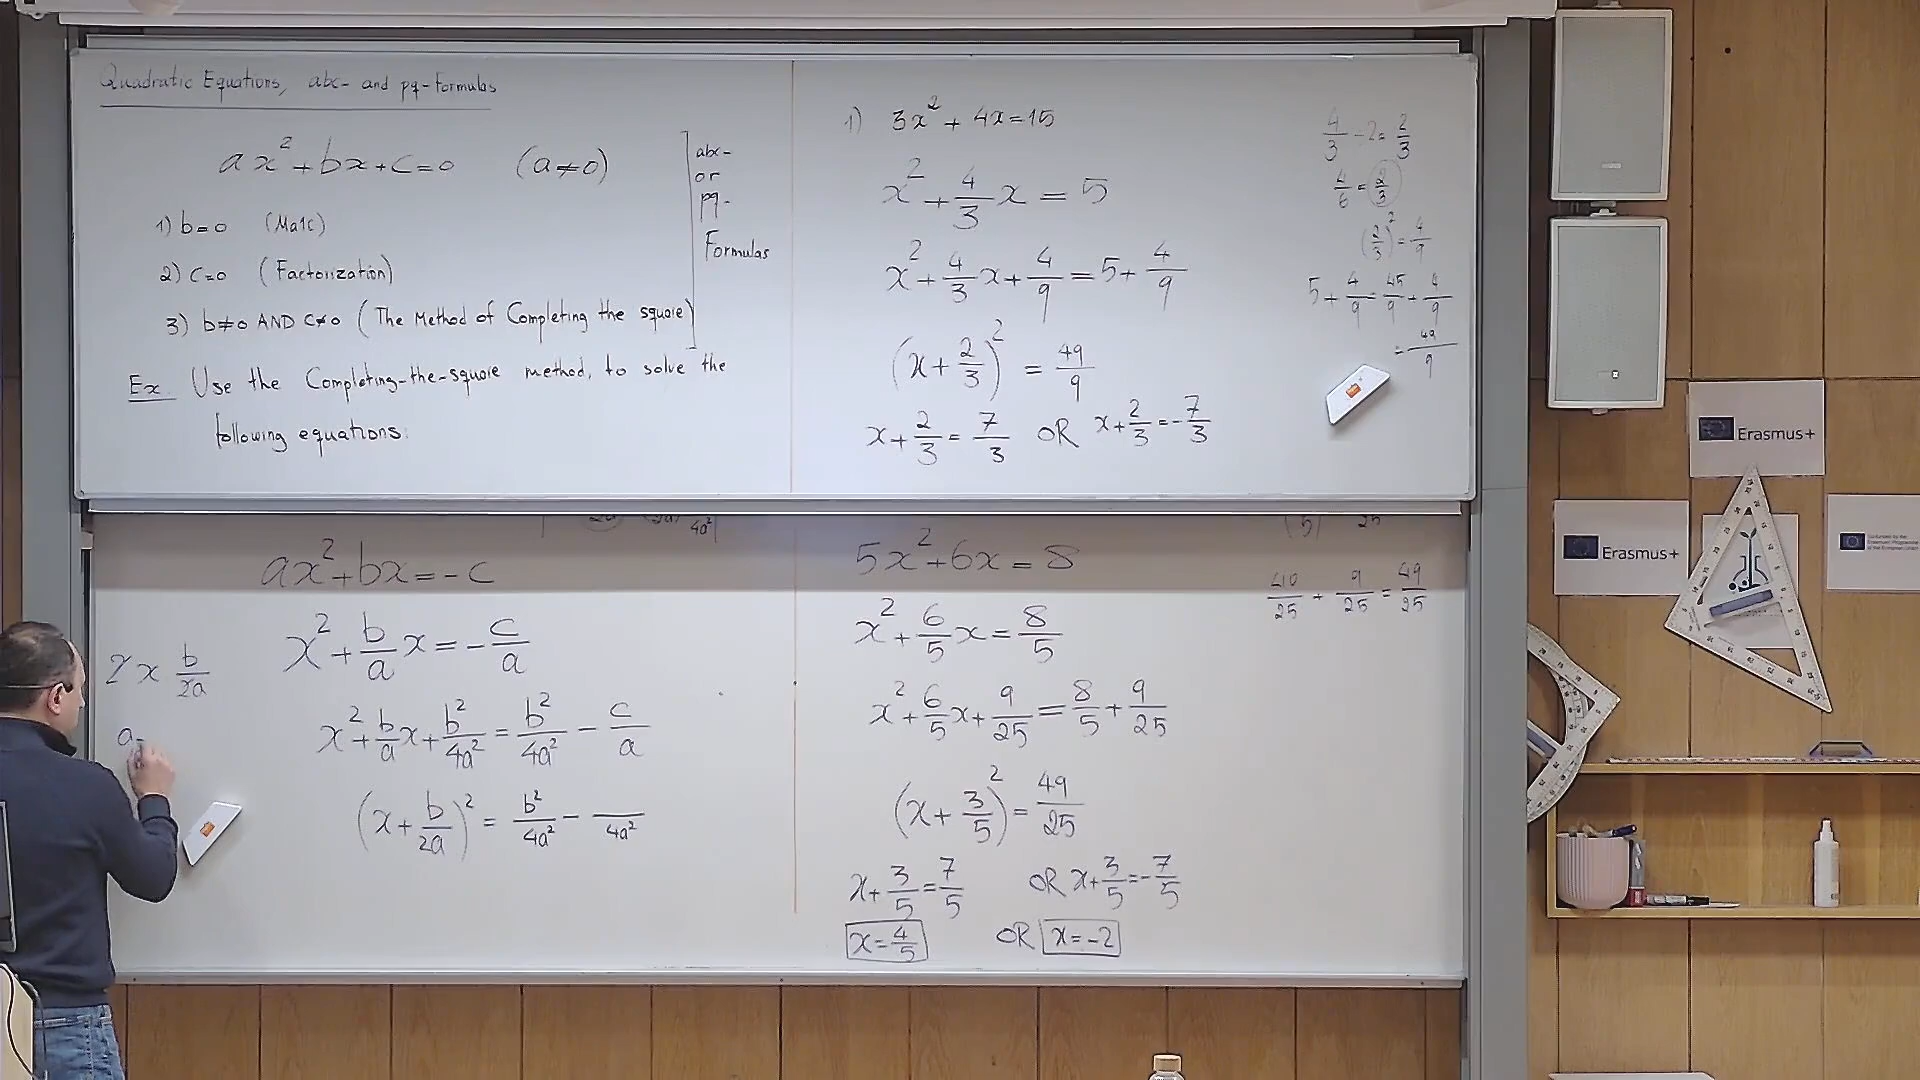 Quadratic Equations, abc- and pq-Formulas
ax² + bx + c = 0 (a ≠ 0)
1) b = 0
2) c = 0 (Factorization)
3) b ≠ 0 AND c ≠ 0 (The Method of Completing the square)
abc-
or
pq-
Formulas
Ex. Use the Completing-the-square method, to solve the
following equations:
1) 3x² + 4x = 15
x² + 4/3 x = 5
x² + 4/3 x + 4/9 = 5 + 4/9
(x + 2/3)² = 49/9
x + 2/3 = 7/3 OR x + 2/3 = -7/3
4/3 ÷ 2 = 2/3
4/6 = 2/3
(2/3)² = 4/9
5 + 4/9 = 45/9 + 4/9
= 49/9
4a²
ax² + bx = -c
x² + b/a x = -c/a
x² + b/a x + b²/4a² = b²/4a² - c/a
(x + b/2a)² = b²/4a² - /4a²
2x b/2a
a
5x² + 6x = 8
x² + 6/5 x = 8/5
x² + 6/5 x + 9/25 = 8/5 + 9/25
(x + 3/5)² = 49/25
x + 3/5 = 7/5 OR x + 3/5 = -7/5
x = 4/5 OR x = -2
25
40/25 + 9/25 = 49/25
Erasmus+
Erasmus+